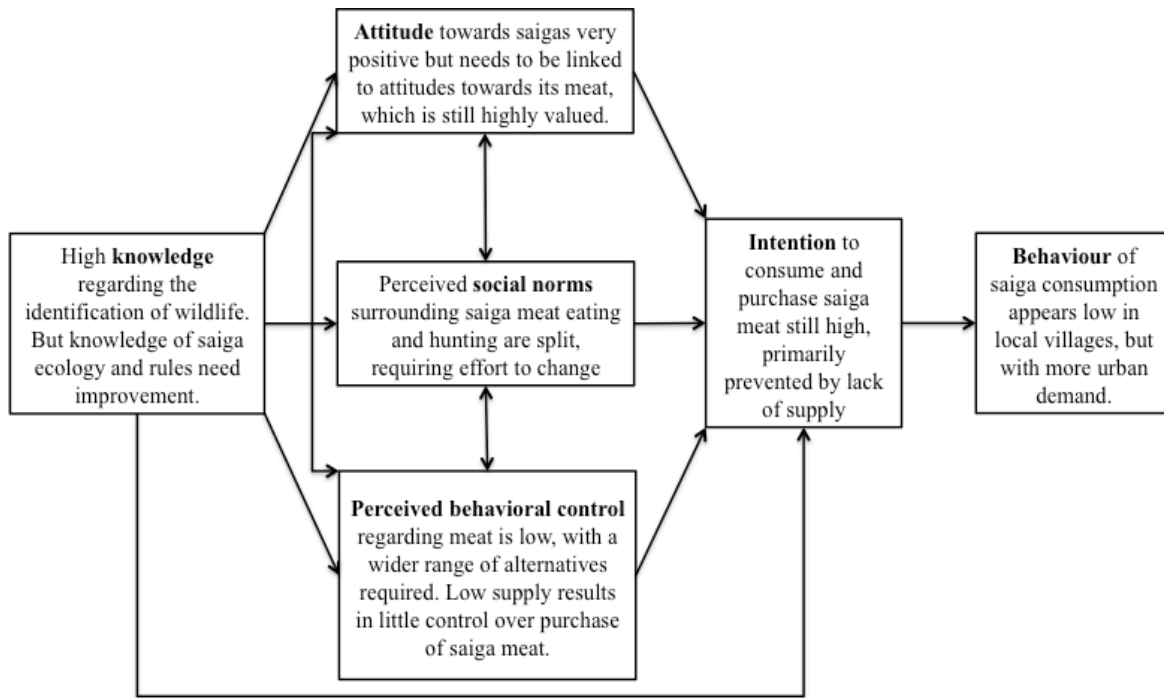 Attitude towards saigas very
positive but needs to be linked
to attitudes towards its meat,
which is still highly valued.
High knowledge
regarding the
identification of wildlife.
But knowledge of saiga
ecology and rules need
improvement.
Perceived social norms
surrounding saiga meat eating
and hunting are split,
requiring effort to change
Perceived behavioral control
regarding meat is low, with a
wider range of alternatives
required. Low supply results
in little control over purchase
of saiga meat.
Intention to
consume and
purchase saiga
meat still high,
primarily
prevented by lack
of supply
Behaviour of
saiga consumption
appears low in
local villages, but
with more urban
demand.